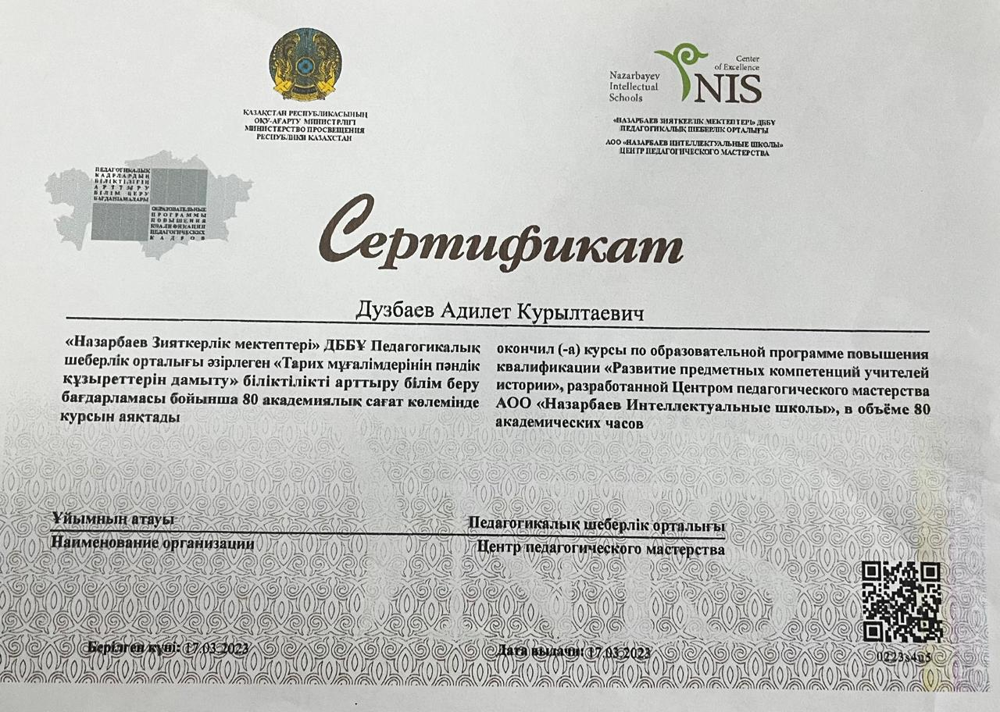 ҚАЗАҚСТАН РЕСПУБЛИКАСЫНЫҢ
ОҚУ-АҒАРТУ МИНИСТРЛІГІ
МИНИСТЕРСТВО ПРОСВЕЩЕНИЯ
РЕСПУБЛИКИ КАЗАХСТАН
Nazarbayev
Intellectual
Schools
Center
of Excellence
NIS
«НАЗАРБАЕВ ЗИЯТКЕРЛІК МЕКТЕПТЕРІ» ДББҰ
ПЕДАГОГИКАЛЫҚ ШЕБЕРЛІК ОРТАЛЫҒЫ
АОО «НАЗАРБАЕВ ИНТЕЛЛЕКТУАЛЬНЫЕ ШКОЛЫ»
ЦЕНТР ПЕДАГОГИЧЕСКОГО МАСТЕРСТВА
ПЕДАГОГИКАЛЫҚ
КАДРЛАРДЫҢ
БІЛІКТІЛІГІН
АРТТЫРУ
БІЛІМ БЕРУ
БАҒДАРЛАМАЛАРЫ
ОБРАЗОВАТЕЛЬНЫЕ
ПРОГРАММЫ
ПОВЫШЕНИЯ
КВАЛИФИКАЦИИ
ПЕДАГОГИЧЕСКИХ
КАДРОВ
Сертификат
Дузбаев Адилет Курылтаевич
«Назарбаев Зияткерлік мектептері» ДББҰ Педагогикалық
шеберлік орталығы әзірлеген «Тарих мұғалімдерінің пәндік
құзыреттерін дамыту» біліктілікті арттыру білім беру
бағдарламасы бойынша 80 академиялық сағат көлемінде
курсын аяқтады
окончил (-а) курсы по образовательной программе повышения
квалификации «Развитие предметных компетенций учителей
истории», разработанной Центром педагогического мастерства
АОО «Назарбаев Интеллектуальные школы», в объёме 80
академических часов
Ұйымның атауы
Наименование организации
Педагогикалық шеберлік орталығы
Центр педагогического мастерства
Берілген күні: 17.03.2023
Дата выдачи: 17.03.2023
0223s4n5